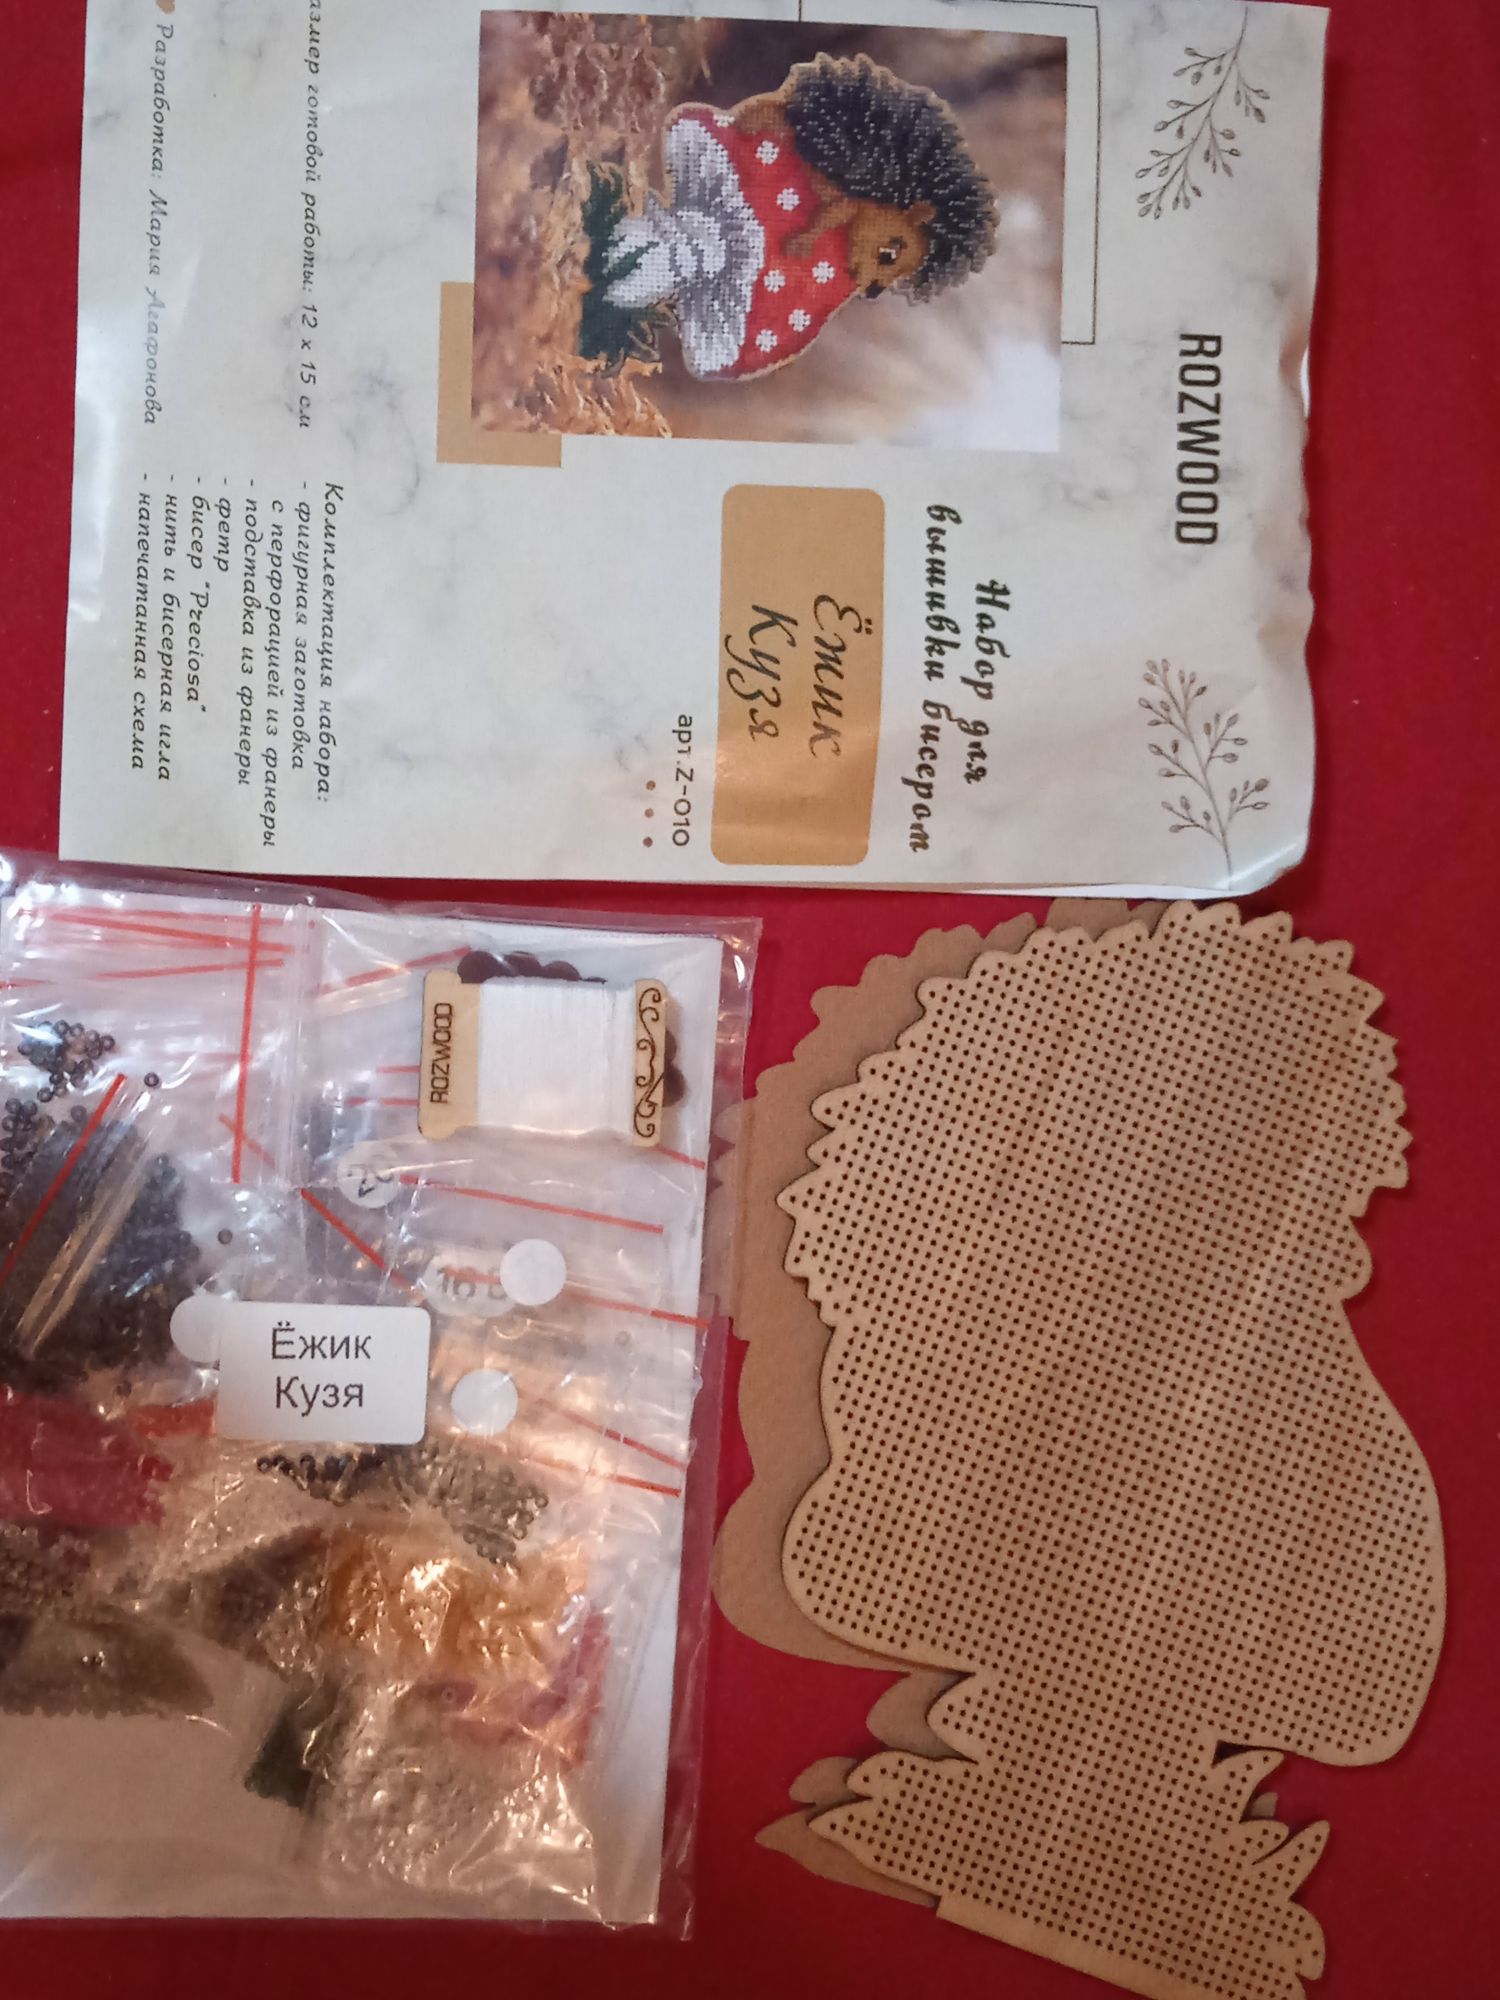 ROZWOOD
Набор для
вышивки бисером
Ёжик
Кузя
арт.Z-010
азмер готовой работы: 12 x 15 см
Разработка: Мария Агафонова
Комплектация набора:
- фигурная заготовка
с перфорацией из фанеры
- подставка из фанеры
- фетр
- бисер "Preciosa"
- нить и бисерная игла
- напечатанная схема
ROZWOOD
Ёжик
Кузя